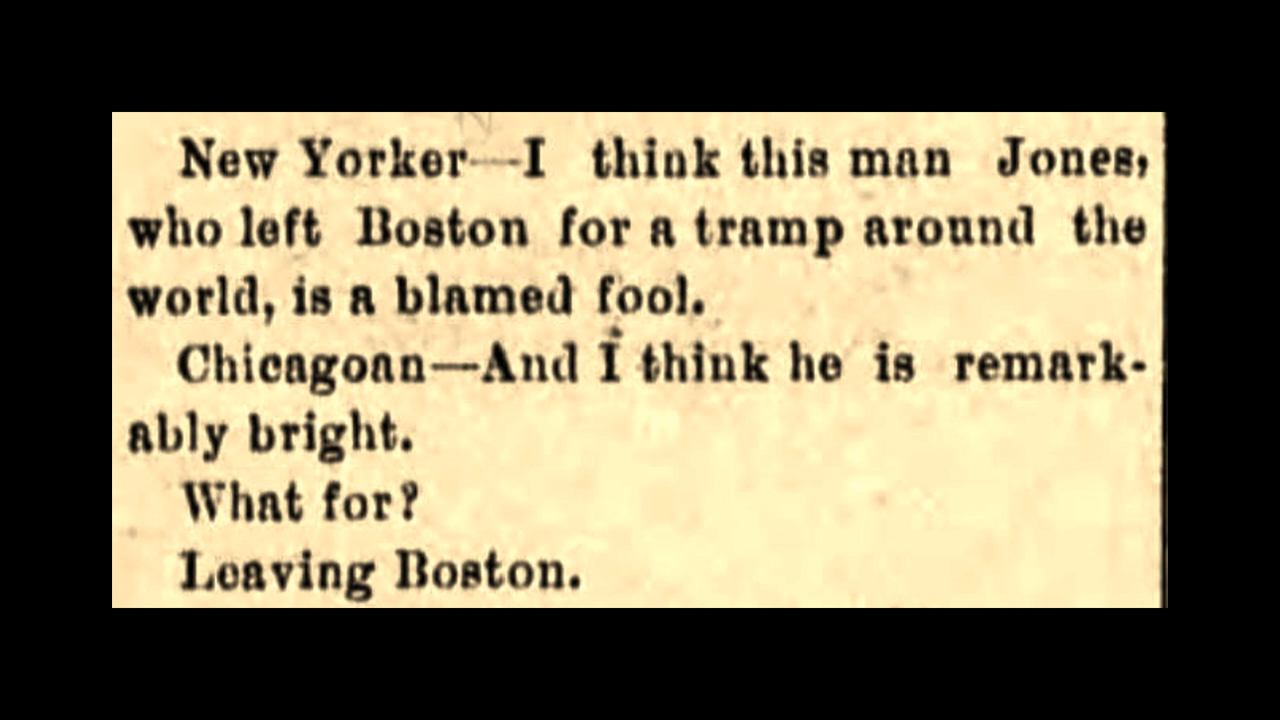 New Yorker—I think this man Jones,
who left Boston for a tramp around the
world, is a blamed fool.
Chicagoan—And I think he is remark-
ably bright.
What for?
Leaving Boston.